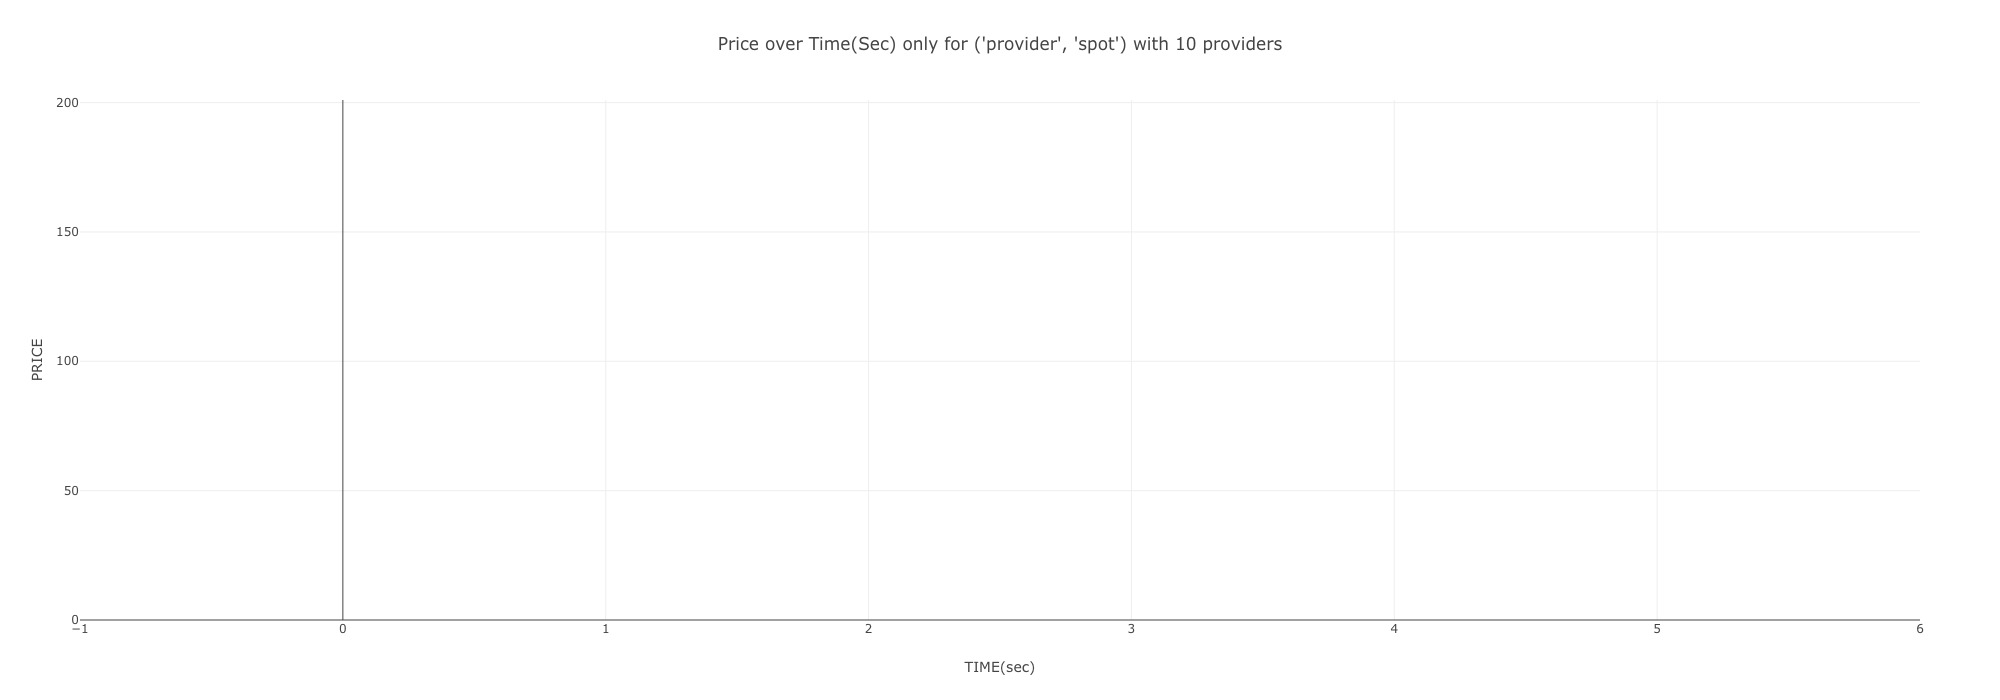 Price over Time(Sec) only for ('provider', 'spot') with 10 providers
200
150
100
50
0
PRICE
−1 0 1 2 3 4 5 6
TIME(sec)